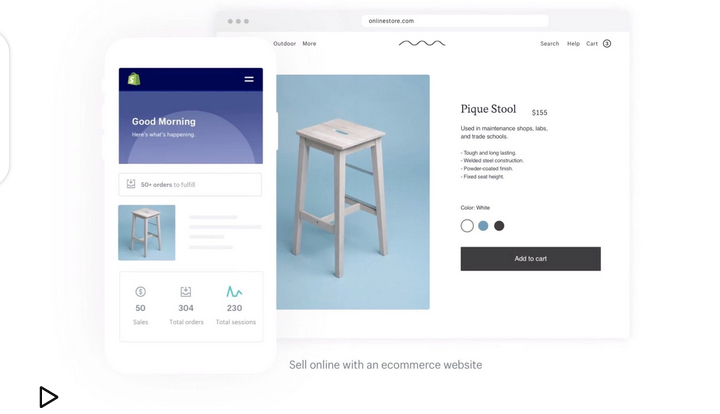 onlinestore.com
Outdoor More
Search Help Cart 3
Good Morning
Here's what's happening.
50+ orders to fulfill
50
Sales
304
Total orders
230
Total sessions
Pique Stool $155
Used in maintenance shops, labs,
and trade schools.
- Tough and long lasting.
- Welded steel construction.
- Powder-coated finish.
- Fixed seat height.
Color: White
Add to cart
Sell online with an ecommerce website